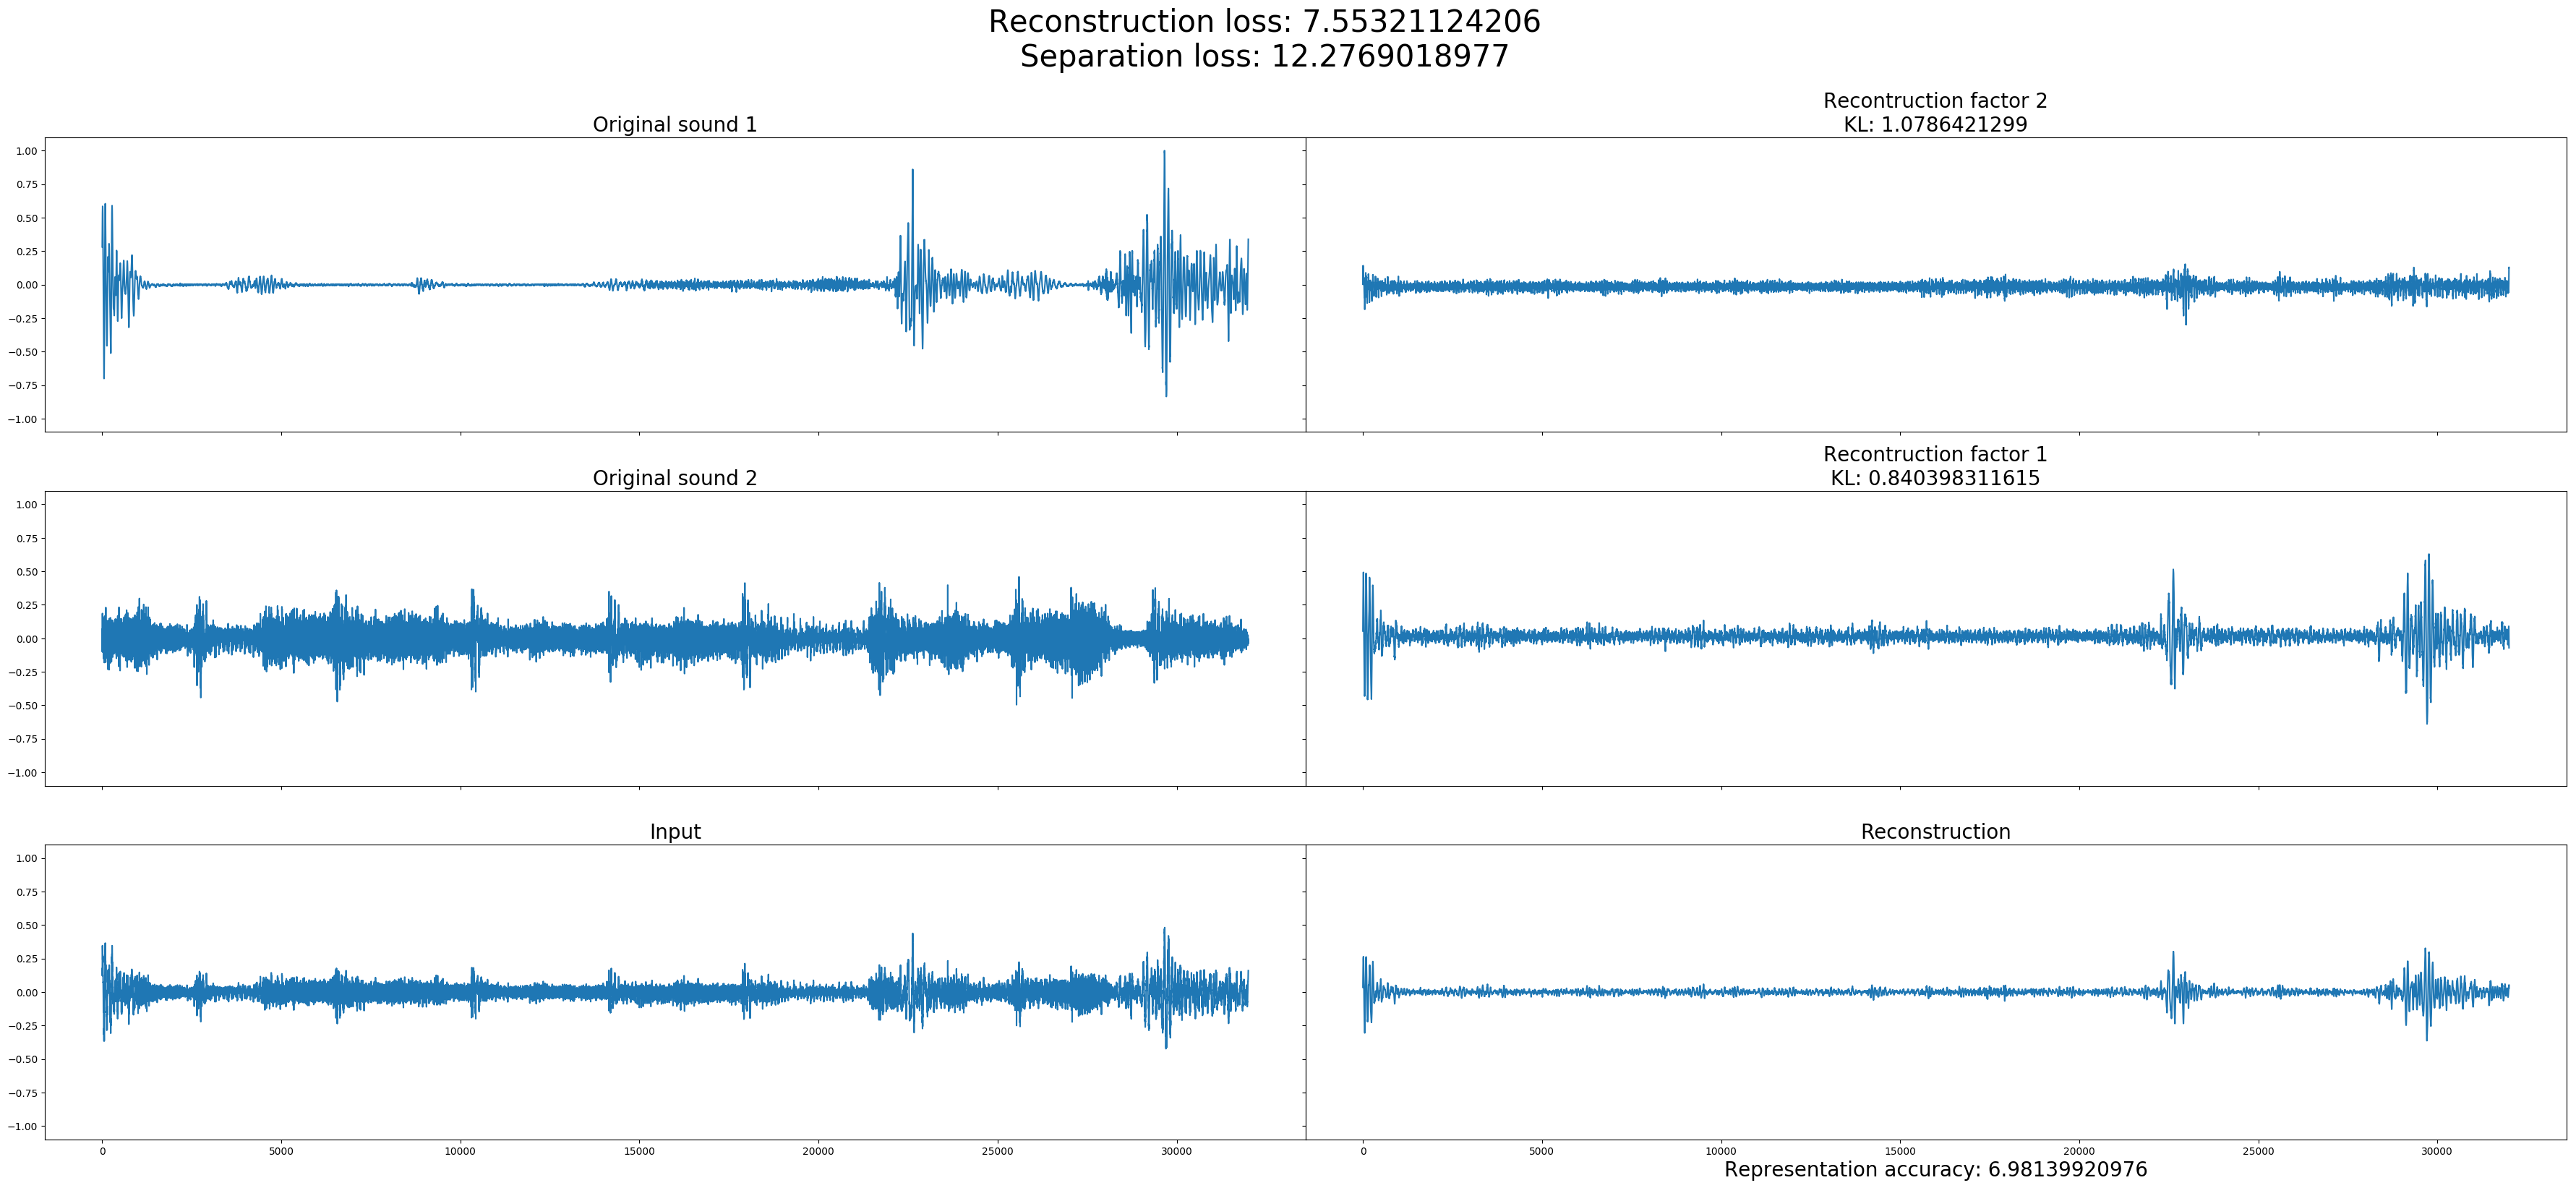 Reconstruction loss: 7.55321124206
Separation loss: 12.2769018977
Original sound 1
Recontruction factor 2
KL: 1.0786421299
1.00
0.75
0.50
0.25
0.00
−0.25
−0.50
−0.75
−1.00
Original sound 2
Recontruction factor 1
KL: 0.840398311615
1.00
0.75
0.50
0.25
0.00
−0.25
−0.50
−0.75
−1.00
Input
Reconstruction
1.00
0.75
0.50
0.25
0.00
−0.25
−0.50
−0.75
−1.00
0 5000 10000 15000 20000 25000 30000
0 5000 10000 15000 20000 25000 30000
Representation accuracy: 6.98139920976